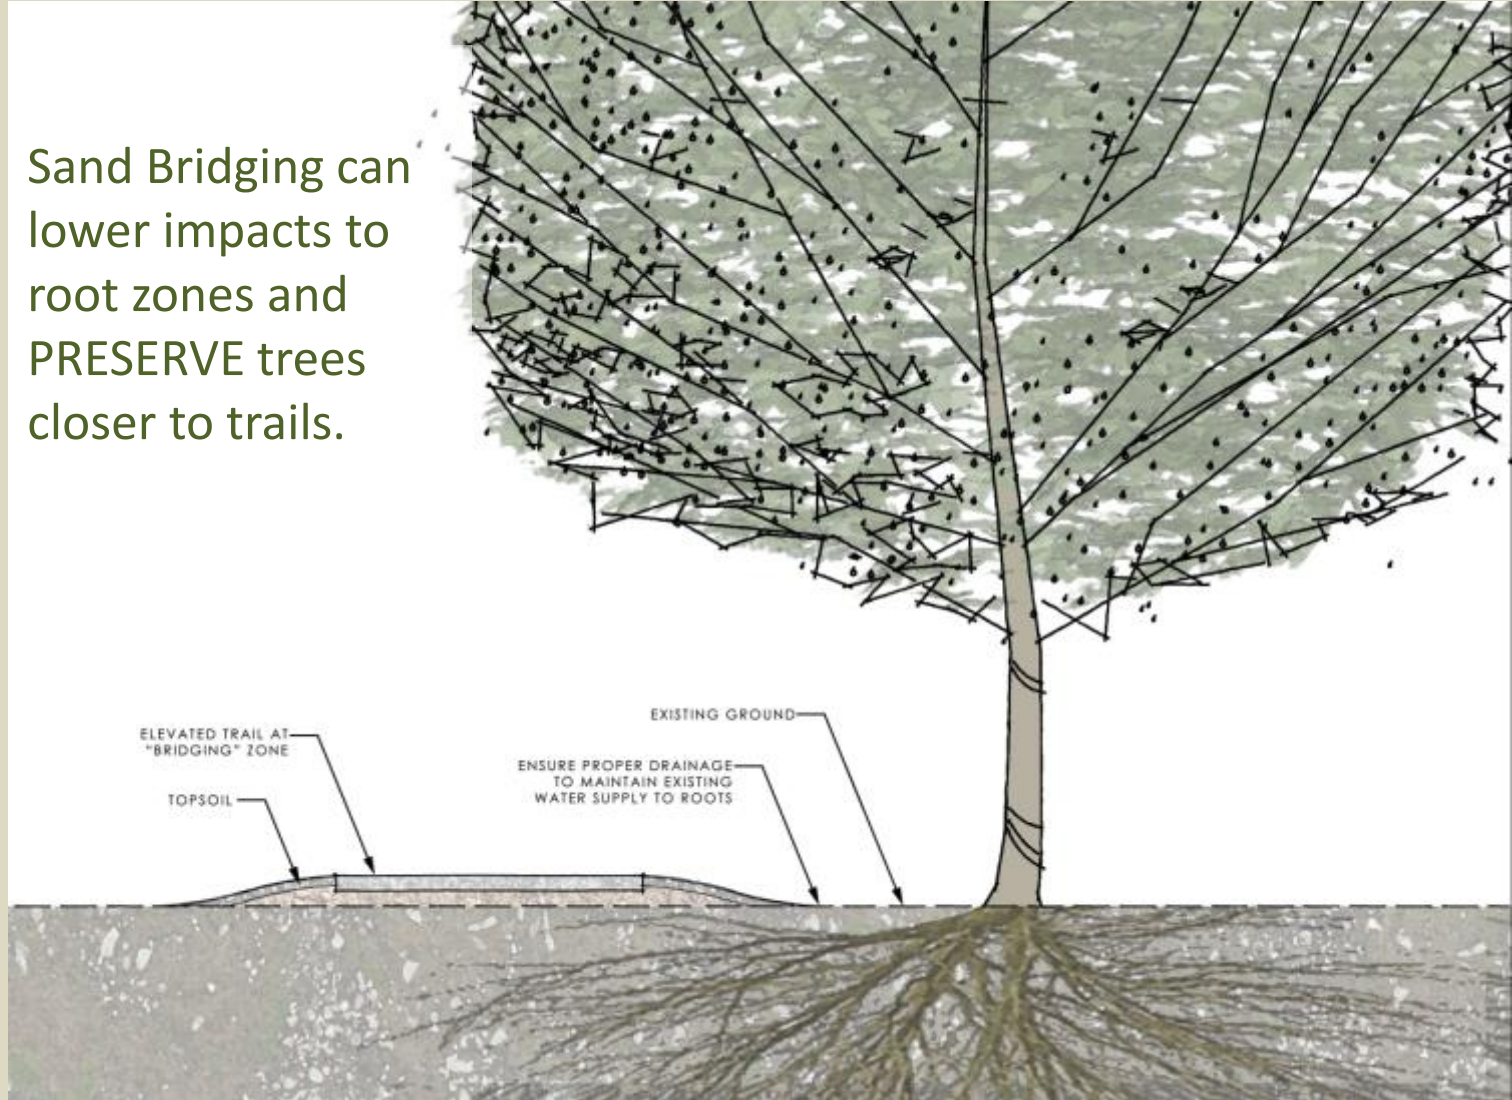 Sand Bridging can
lower impacts to
root zones and
PRESERVE trees
closer to trails.
EXISTING GROUND
ELEVATED TRAIL AT
"BRIDGING" ZONE
ENSURE PROPER DRAINAGE
TO MAINTAIN EXISTING
WATER SUPPLY TO ROOTS
TOPSOIL